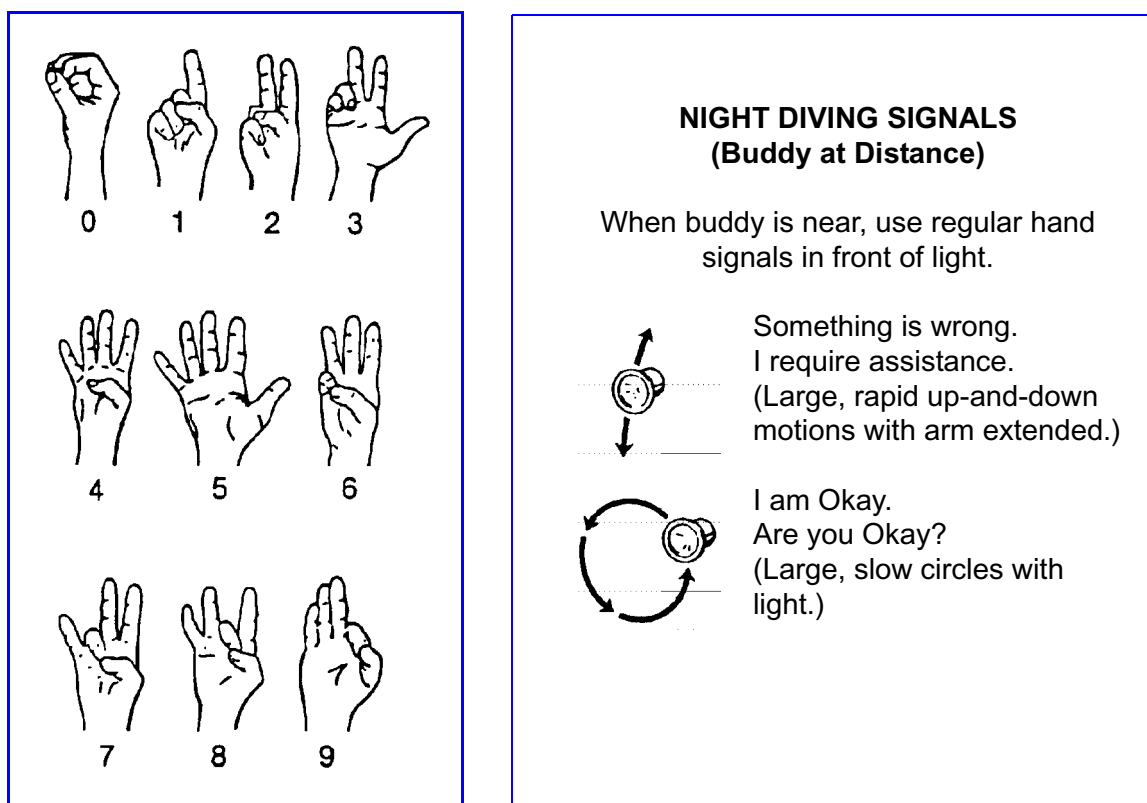 0 1 2 3
4 5 6
7 8 9
NIGHT DIVING SIGNALS
(Buddy at Distance)
When buddy is near, use regular hand
signals in front of light.
Something is wrong.
I require assistance.
(Large, rapid up-and-down
motions with arm extended.)
I am Okay.
Are you Okay?
(Large, slow circles with
light.)